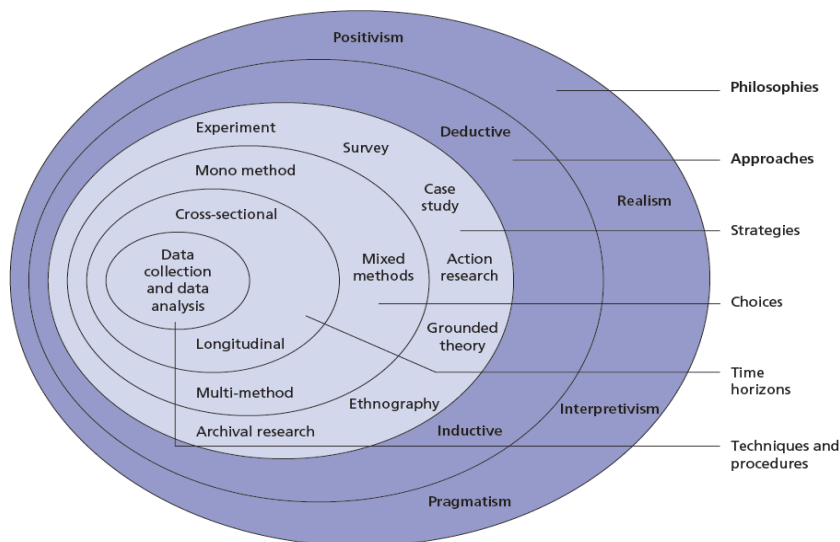 Positivism
Philosophies
Experiment
Deductive
Survey
Approaches
Mono method
Case
study
Realism
Cross-sectional
Strategies
Data
collection
and data
analysis
Mixed
methods
Action
research
Choices
Grounded
theory
Longitudinal
Time
horizons
Multi-method
Ethnography
Interpretivism
Archival research
Inductive
Techniques and
procedures
Pragmatism